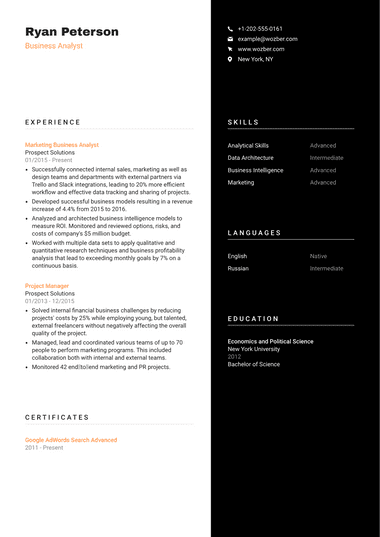 Ryan Peterson
Business Analyst
+1-202-555-0161
example@wozber.com
www.wozber.com
New York, NY
EXPERIENCE
Marketing Business Analyst
Prospect Solutions
01/2015 - Present
• Successfully connected internal sales, marketing as well as
design teams and departments with external partners via
Trello and Slack integrations, leading to 20% more efficient
workflow and effective data tracking and sharing of projects.
• Developed successful business models resulting in a revenue
increase of 4.4% from 2015 to 2016.
• Analyzed and architected business intelligence models to
measure ROI. Monitored and reviewed options, risks, and
costs of company's $5 million budget.
• Worked with multiple data sets to apply qualitative and
quantitative research techniques and business profitability
analysis that lead to exceeding monthly goals by 7% on a
continuous basis.
Project Manager
Prospect Solutions
01/2013 - 12/2015
• Solved internal financial business challenges by reducing
projects' costs by 25% while employing young, but talented,
external freelancers without negatively affecting the overall
quality of the project.
• Managed, lead and coordinated various teams of up to 70
people to perform marketing programs. This included
collaboration both with internal and external teams.
• Monitored 42 end-to-end marketing and PR projects.
CERTIFICATES
Google AdWords Search Advanced
2011 - Present
SKILLS
Analytical Skills Advanced
Data Architecture Intermediate
Business Intelligence Advanced
Marketing Advanced
LANGUAGES
English Native
Russian Intermediate
EDUCATION
Economics and Political Science
New York University
2012
Bachelor of Science